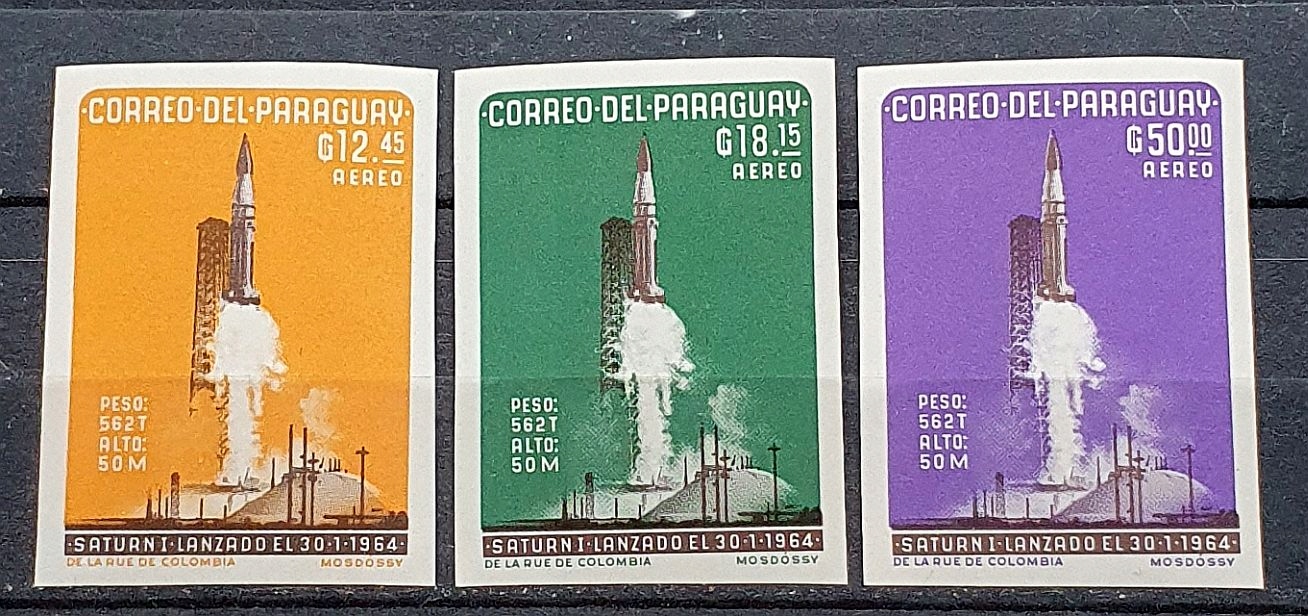 ·CORREO·DEL·PARAGUAY·
₲12.45
AEREO
PESO:
562T
ALTO:
50M
·SATURN I·LANZADO EL 30·1·1964·
DE LA RUE DE COLOMBIA MOSDÓSSY
·CORREO·DEL·PARAGUAY·
₲18.15
AEREO
PESO:
562T
ALTO:
50M
·SATURN I·LANZADO EL 30·1·1964·
DE LA RUE DE COLOMBIA MOSDÓSSY
·CORREO·DEL·PARAGUAY·
₲50.00
AEREO
PESO:
562T
ALTO:
50M
·SATURN I·LANZADO EL 30·1·1964·
DE LA RUE DE COLOMBIA MOSDÓSSY